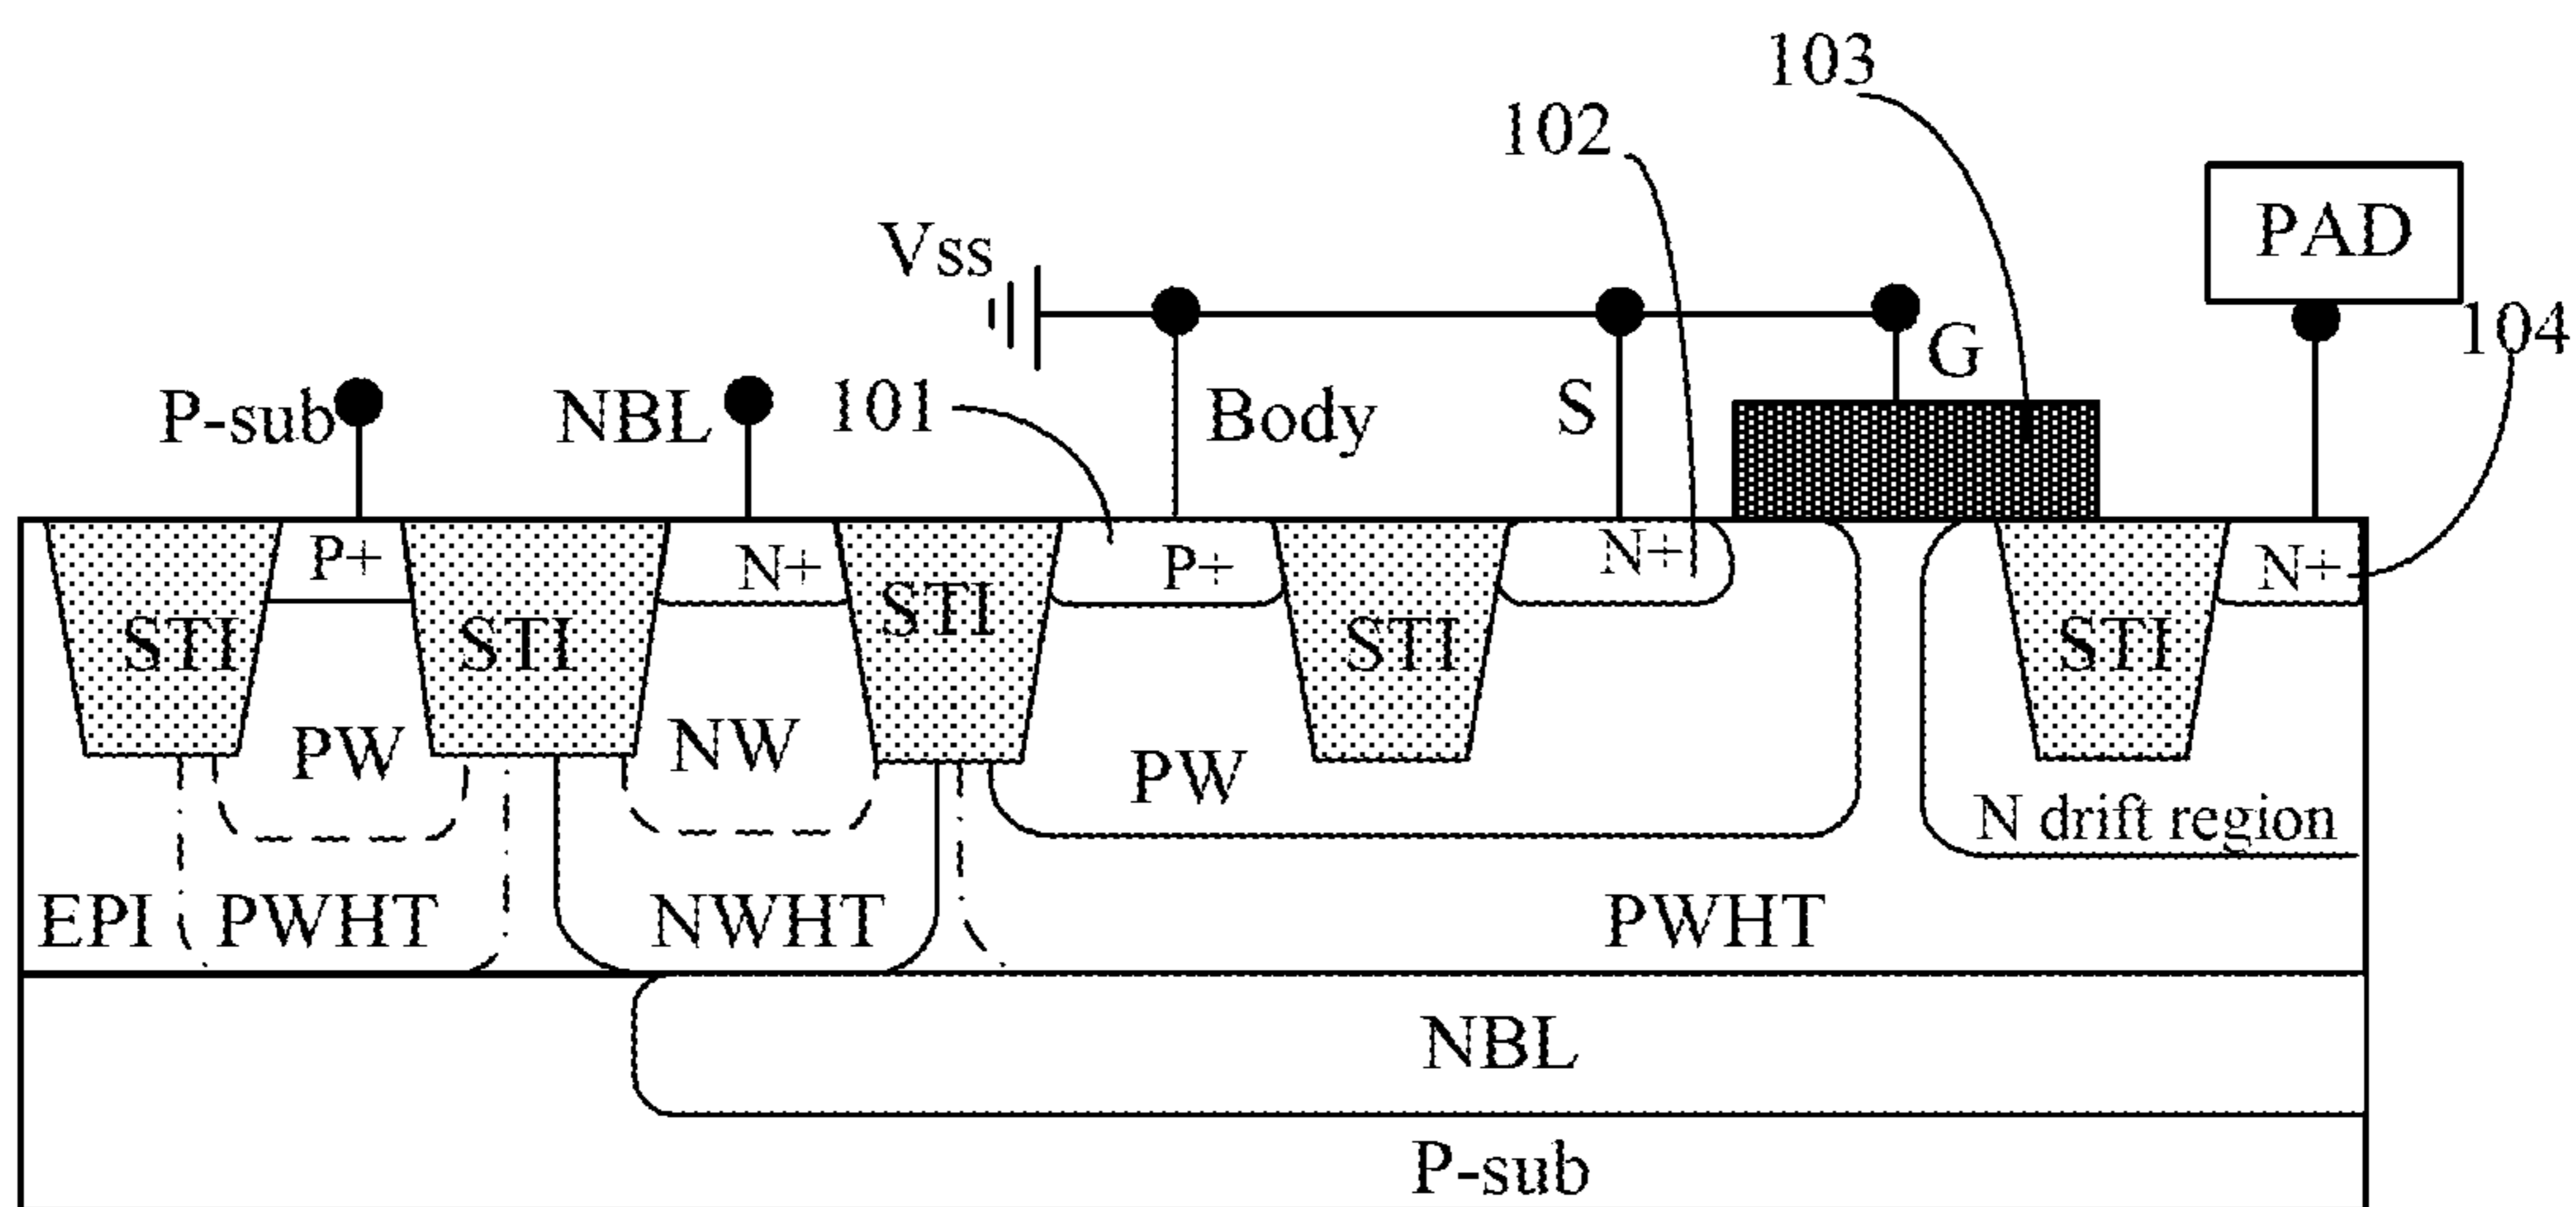 103
102
Vss
PAD
104
G
P-sub
NBL
101
Body
S
P+
N+
P+
N+
N+
STI
STI
STI
STI
STI
PW
NW
PW
N drift region
EPI
PWHT
NWHT
PWHT
NBL
P-sub